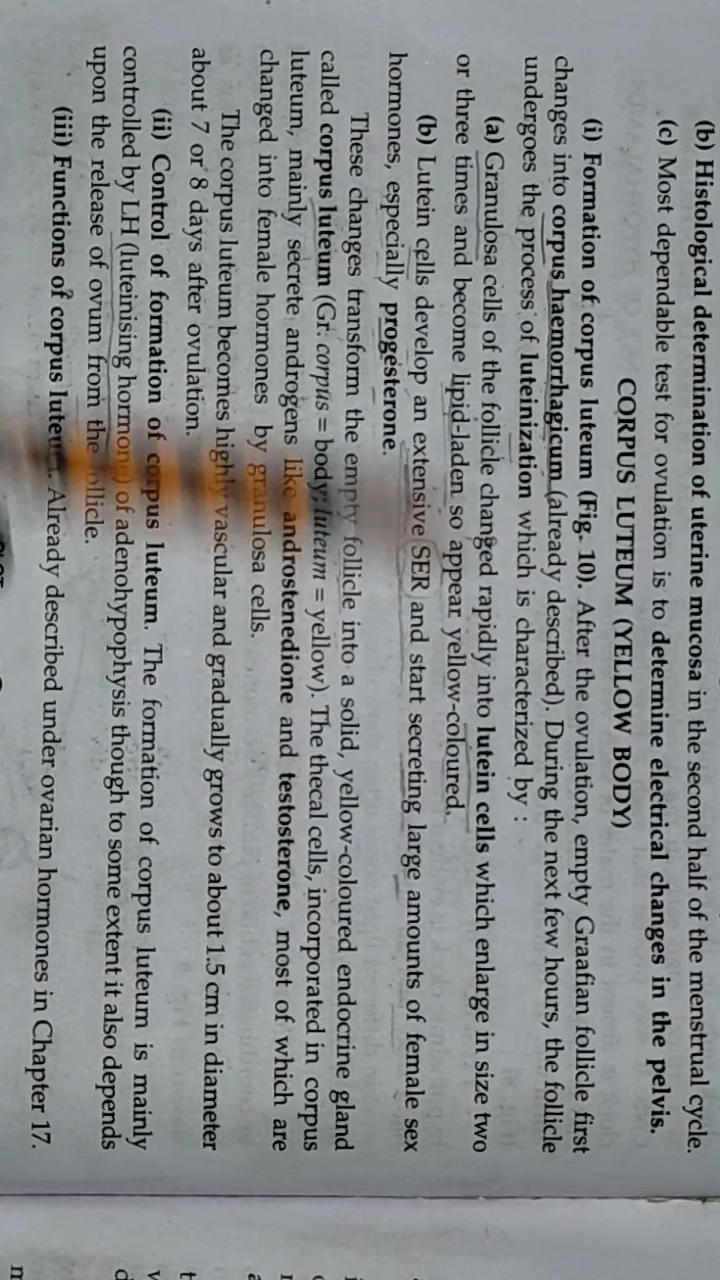 (b) Histological determination of uterine mucosa in the second half of the menstrual cycle.
(c) Most dependable test for ovulation is to determine electrical changes in the pelvis.
CORPUS LUTEUM (YELLOW BODY)
(i) Formation of corpus luteum (Fig. 10). After the ovulation, empty Graafian follicle first
changes into corpus haemorrhagicum (already described). During the next few hours, the follicle
undergoes the process of luteinization which is characterized by :
(a) Granulosa cells of the follicle changed rapidly into lutein cells which enlarge in size two
or three times and become lipid-laden so appear yellow-coloured.
(b) Lutein cells develop an extensive SER and start secreting large amounts of female sex
hormones, especially progesterone.
These changes transform the empty follicle into a solid, yellow-coloured endocrine gland
called corpus luteum (Gr. corpus = body; luteum = yellow). The thecal cells, incorporated in corpus
luteum, mainly secrete androgens like androstenedione and testosterone, most of which are
changed into female hormones by granulosa cells.
The corpus luteum becomes highly vascular and gradually grows to about 1.5 cm in diameter
about 7 or 8 days after ovulation.
(ii) Control of formation of corpus luteum. The formation of corpus luteum is mainly
controlled by LH (luteinising hormone) of adenohypophysis though to some extent it also depends
upon the release of ovum from the follicle.
(iii) Functions of corpus luteum. Already described under ovarian hormones in Chapter 17.